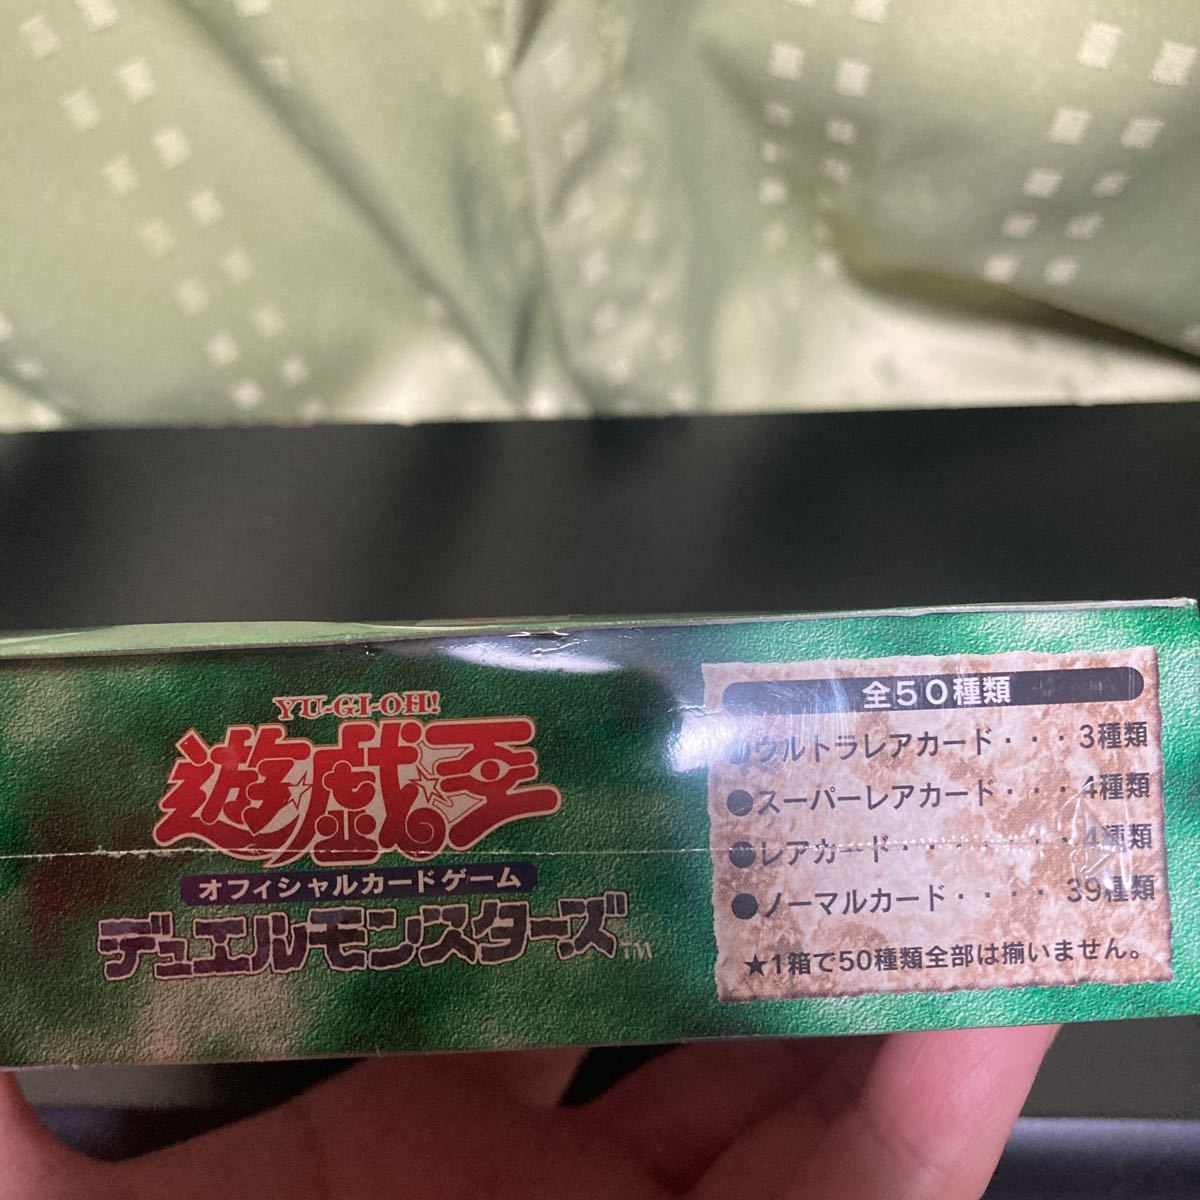 YU-GI-OH!
遊戯王
オフィシャルカードゲーム
デュエルモンスターズ™
全50種類
●ウルトラレアカード・・・3種類
●スーパーレアカード・・・4種類
●レアカード・・・・・・・・4種類
●ノーマルカード・・・・39種類
★1箱で50種類全部は揃いません。